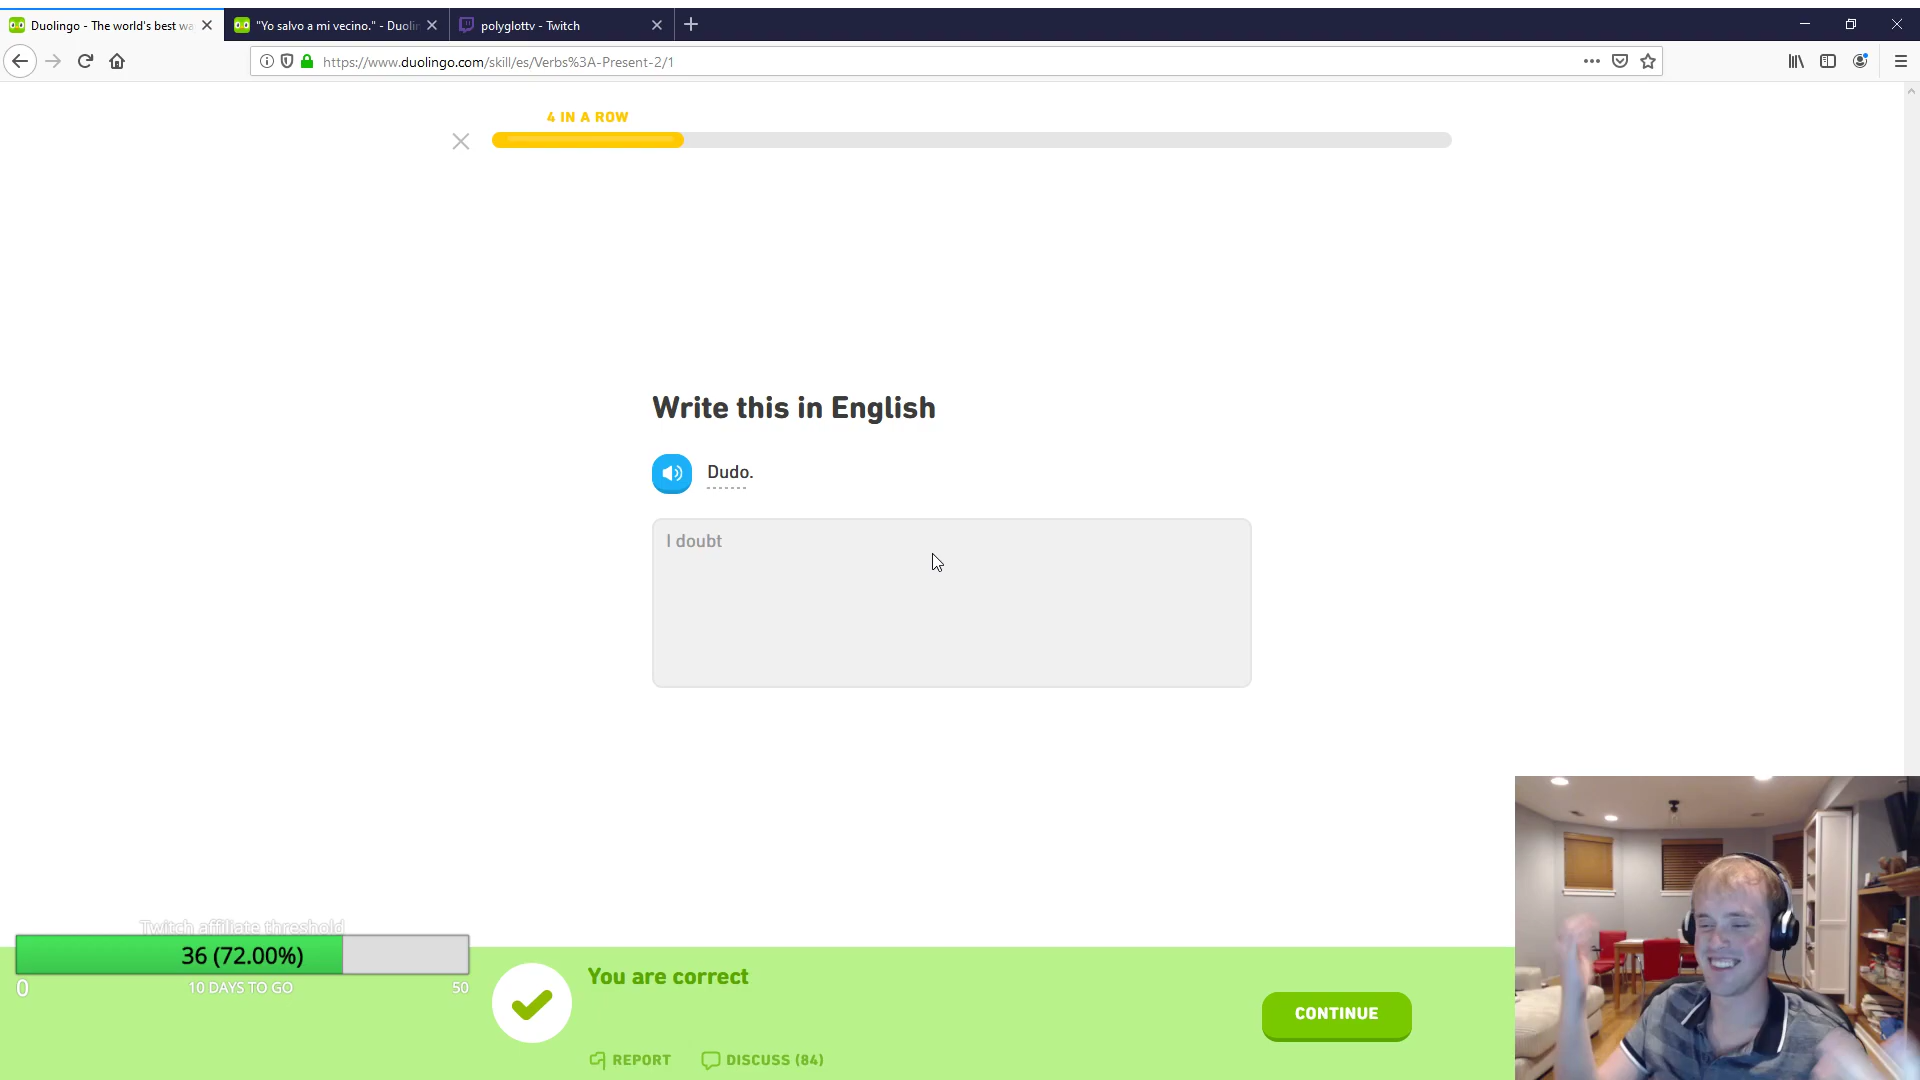 Duolingo - The world's best wa
"Yo salvo a mi vecino." - Duolin
polyglottv - Twitch
https://www.duolingo.com/skill/es/Verbs%3A-Present-2/1
4 IN A ROW
Write this in English
Dudo.
I doubt
Twitch affiliate threshold
36 (72.00%)
0
10 DAYS TO GO
50
You are correct
CONTINUE
REPORT
DISCUSS (84)